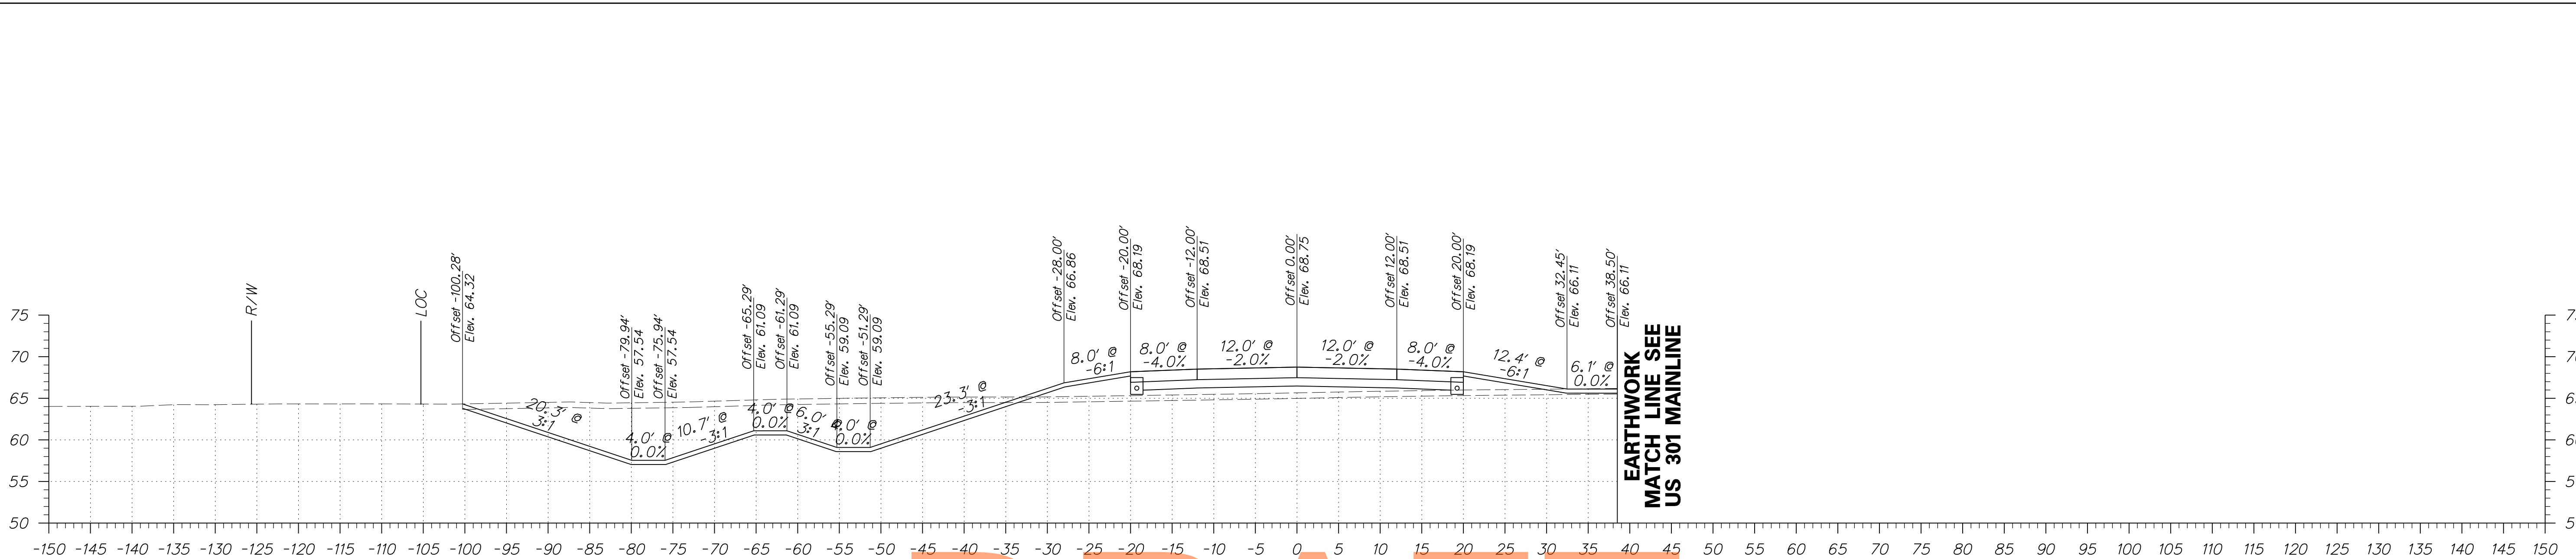 R/W
LOC
Offset -100.28'
Elev. 64.32
Offset -79.94'
Elev. 57.54
Offset -75.94'
Elev. 57.54
Offset -65.29'
Elev. 61.09
Offset -61.29'
Elev. 61.09
Offset -55.29'
Elev. 59.09
Offset -51.29'
Elev. 59.09
Offset -28.00'
Elev. 66.86
Offset -20.00'
Elev. 68.19
Offset -12.00'
Elev. 68.51
Offset 0.00'
Elev. 68.75
Offset 12.00'
Elev. 68.51
Offset 20.00'
Elev. 68.19
Offset 32.45'
Elev. 66.11
Offset 38.50'
Elev. 66.11
20.3' @
3:1
4.0' @
0.0%
10.7' @
-3:1
4.0' @
0.0%
6.0' @
3:1
4.0' @
0.0%
23.3' @
-3:1
8.0' @
-6:1
8.0' @
-4.0%
12.0' @
-2.0%
12.0' @
-2.0%
8.0' @
-4.0%
12.4' @
-6:1
6.1' @
0.0%
EARTHWORK
MATCH LINE SEE
US 301 MAINLINE
75
70
65
60
55
50
-150 -145 -140 -135 -130 -125 -120 -115 -110 -105 -100 -95 -90 -85 -80 -75 -70 -65 -60 -55 -50 -45 -40 -35 -30 -25 -20 -15 -10 -5 0 5 10 15 20 25 30 35 40 45 50 55 60 65 70 75 80 85 90 95 100 105 110 115 120 125 130 135 140 145 150